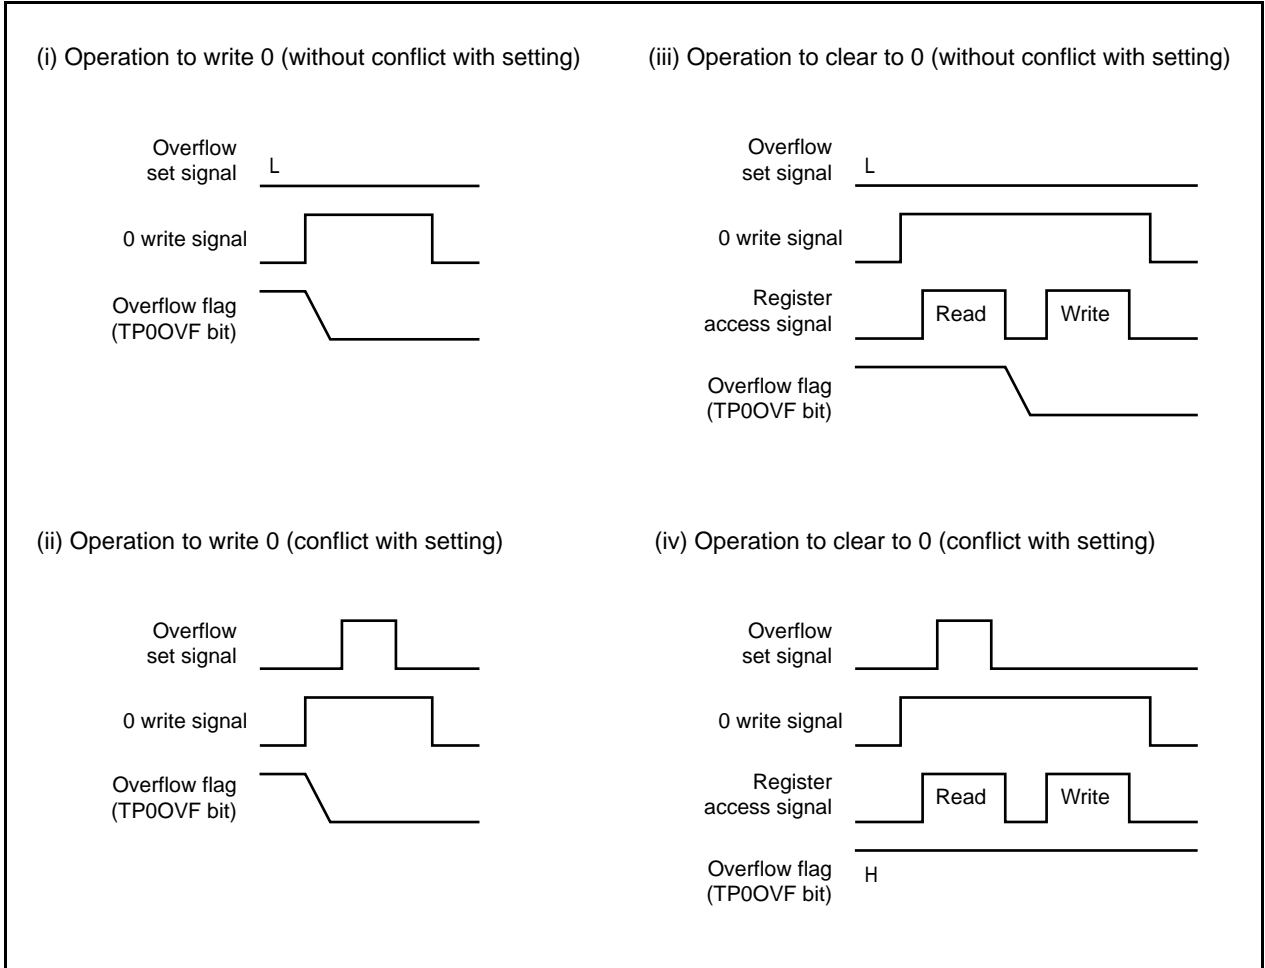 (i) Operation to write 0 (without conflict with setting)
Overflow
set signal
L
0 write signal
Overflow flag
(TP0OVF bit)
(iii) Operation to clear to 0 (without conflict with setting)
Overflow
set signal
L
0 write signal
Register
access signal
Read
Write
Overflow flag
(TP0OVF bit)
(ii) Operation to write 0 (conflict with setting)
Overflow
set signal
0 write signal
Overflow flag
(TP0OVF bit)
(iv) Operation to clear to 0 (conflict with setting)
Overflow
set signal
0 write signal
Register
access signal
Read
Write
Overflow flag
(TP0OVF bit)
H